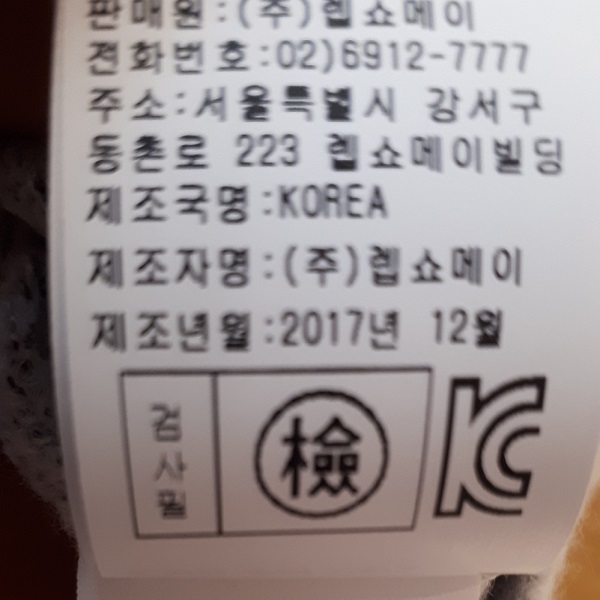 판매원:(주)렙쇼메이
전화번호:02)6912-7777
주소:서울특별시 강서구
등촌로 223 렙쇼메이빌딩
제조국명:KOREA
제조자명:(주)렙쇼메이
제조년월:2017년 12월
검사필
檢
KC